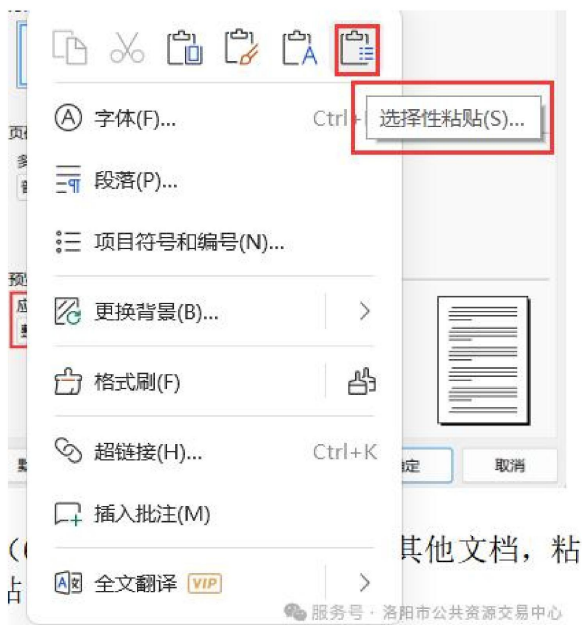 选择性粘贴(S)...
字体(F)...
段落(P)...
项目符号和编号(N)...
预
更换背景(B)...
格式刷(F)
超链接(H)... Ctrl+K
取消
插入批注(M)
其他文档，粘
全文翻译 VIP
服务号·洛阳市公共资源交易中心